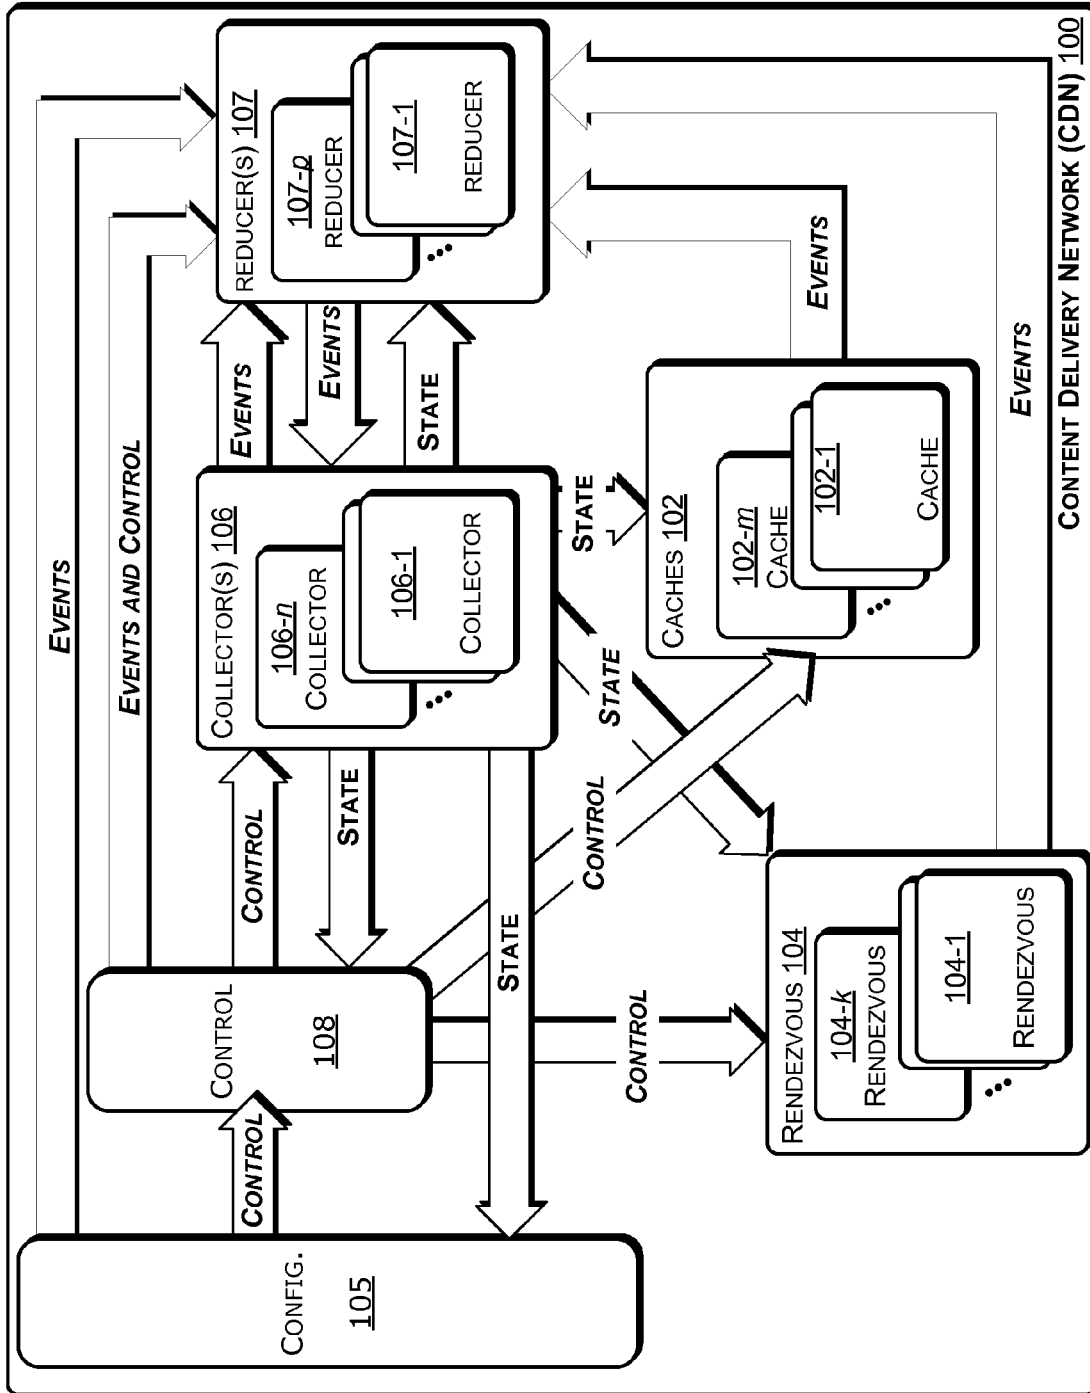 EVENTS
EVENTS AND CONTROL
CONFIG.
105
CONTROL
CONTROL
108
CONTROL
STATE
STATE
COLLECTOR(S) 106
106-n
COLLECTOR
106-1
COLLECTOR
•••
EVENTS
EVENTS
STATE
REDUCER(S) 107
107-p
REDUCER
107-1
REDUCER
•••
STATE
STATE
CONTROL
CONTROL
CACHES 102
102-m
CACHE
102-1
CACHE
•••
EVENTS
RENDEZVOUS 104
104-k
RENDEZVOUS
104-1
RENDEZVOUS
•••
EVENTS
CONTENT DELIVERY NETWORK (CDN) 100